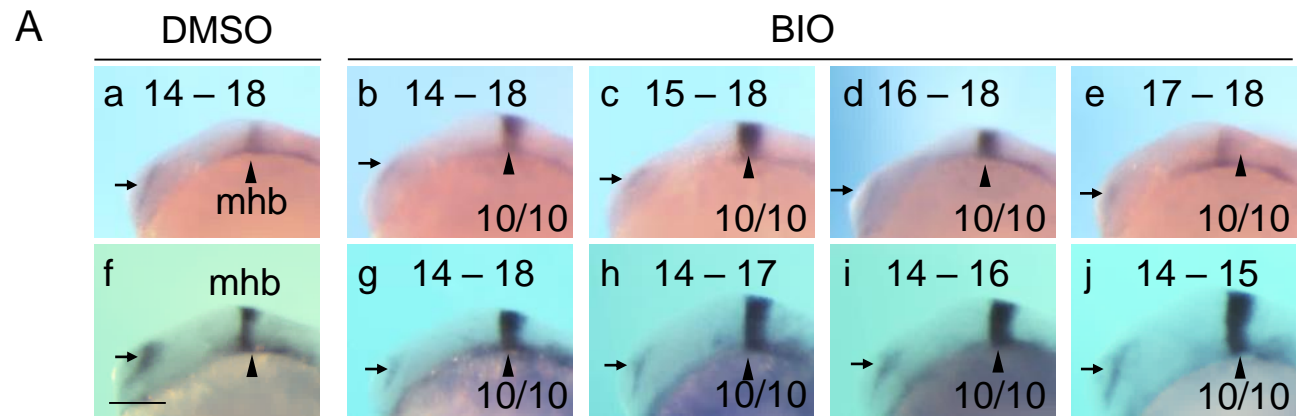 A
DMSO
BIO
a 14 – 18
b 14 – 18
c 15 – 18
d 16 – 18
e 17 – 18
mhb
10/10
10/10
10/10
10/10
f
mhb
g 14 – 18
h 14 – 17
i 14 – 16
j 14 – 15
10/10
10/10
10/10
10/10